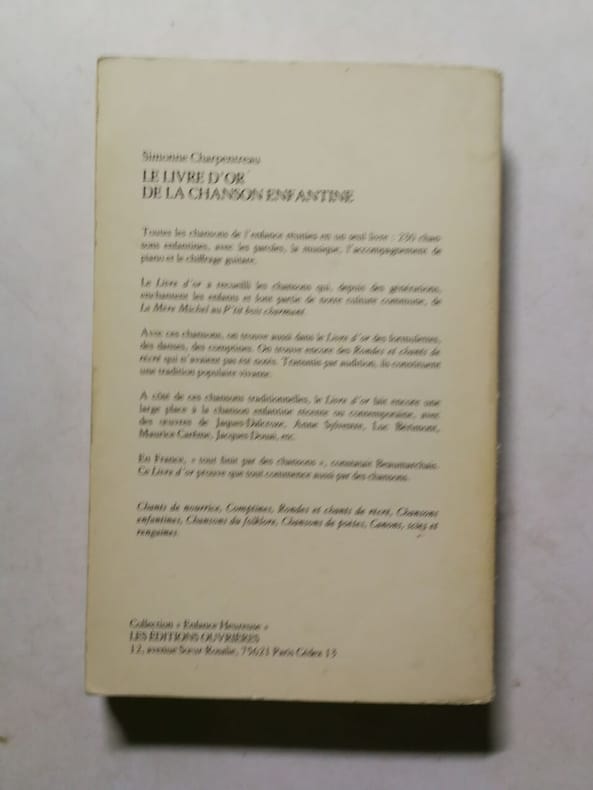 Simonne Charpentreau
LE LIVRE D'OR
DE LA CHANSON ENFANTINE
Toutes les chansons de l'enfance réunies en un seul livre : 250 chan-
sons enfantines, avec les paroles, la musique, l'accompagnement de
piano et le chiffrage guitare.
Le Livre d'or a recueilli les chansons qui, depuis des générations,
enchantent les enfants et font partie de notre culture commune, de
La Mère Michel au P'tit bois charmant.
Avec ces chansons, on trouve aussi dans le Livre d'or des formulettes,
des danses, des comptines. On trouve encore des Rondes et chants de
récré qui n'avaient pas été notés. Transmis par audition, ils constituent
une tradition populaire vivante.
A côté de ces chansons traditionnelles, le Livre d'or fait encore une
large place à la chanson enfantine récente ou contemporaine, avec
des œuvres de Jaques-Dalcroze, Anne Sylvestre, Luc Bérimont,
Maurice Carême, Jacques Douai, etc.
En France, « tout finit par des chansons », constatait Beaumarchais.
Ce Livre d'or prouve que tout commence aussi par des chansons.
Chants de nourrice, Comptines, Rondes et chants de récré, Chansons
enfantines, Chansons du folklore, Chansons de poètes, Canons, scies et
rengaines.
Collection « Enfance Heureuse »
LES ÉDITIONS OUVRIÈRES
12, avenue Sœur-Rosalie, 75621 Paris Cédex 13